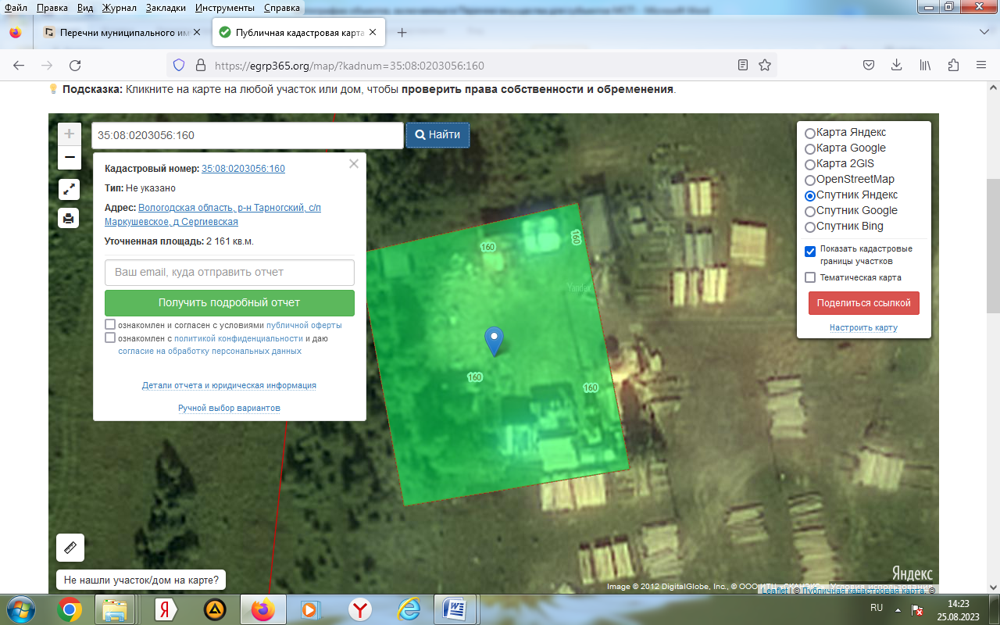 Файл Правка Вид Журнал Закладки Инструменты Справка
Перечни муниципального им
Публичная кадастровая карта
https://egrp365.org/map/?kadnum=35:08:0203056:160
Подсказка: Кликните на карте на любой участок или дом, чтобы проверить права собственности и обременения.
35:08:0203056:160
Найти
Кадастровый номер: 35:08:0203056:160
Тип: Не указано
Адрес: Вологодская область, р-н Тарногский, с/п
Маркушевское, д Сергиевская
Уточненная площадь: 2 161 кв.м.
Ваш email, куда отправить отчет
Получить подробный отчет
ознакомлен и согласен с условиями публичной оферты
ознакомлен с политикой конфиденциальности и даю
согласие на обработку персональных данных
Детали отчета и юридическая информация
Ручной выбор вариантов
160
160
160
160
Yandex
Карта Яндекс
Карта Google
Карта 2GIS
OpenStreetMap
Спутник Яндекс
Спутник Google
Спутник Bing
Показать кадастровые
границы участков
Тематическая карта
Поделиться ссылкой
Настроить карту
Не нашли участок/дом на карте?
Яндекс
Image © 2012 DigitalGlobe, Inc., © ООО ИТЦ «СКАНЭКС» Условия использования
Leaflet | © Публичная кадастровая карта, ©
RU
14:23
25.08.2023